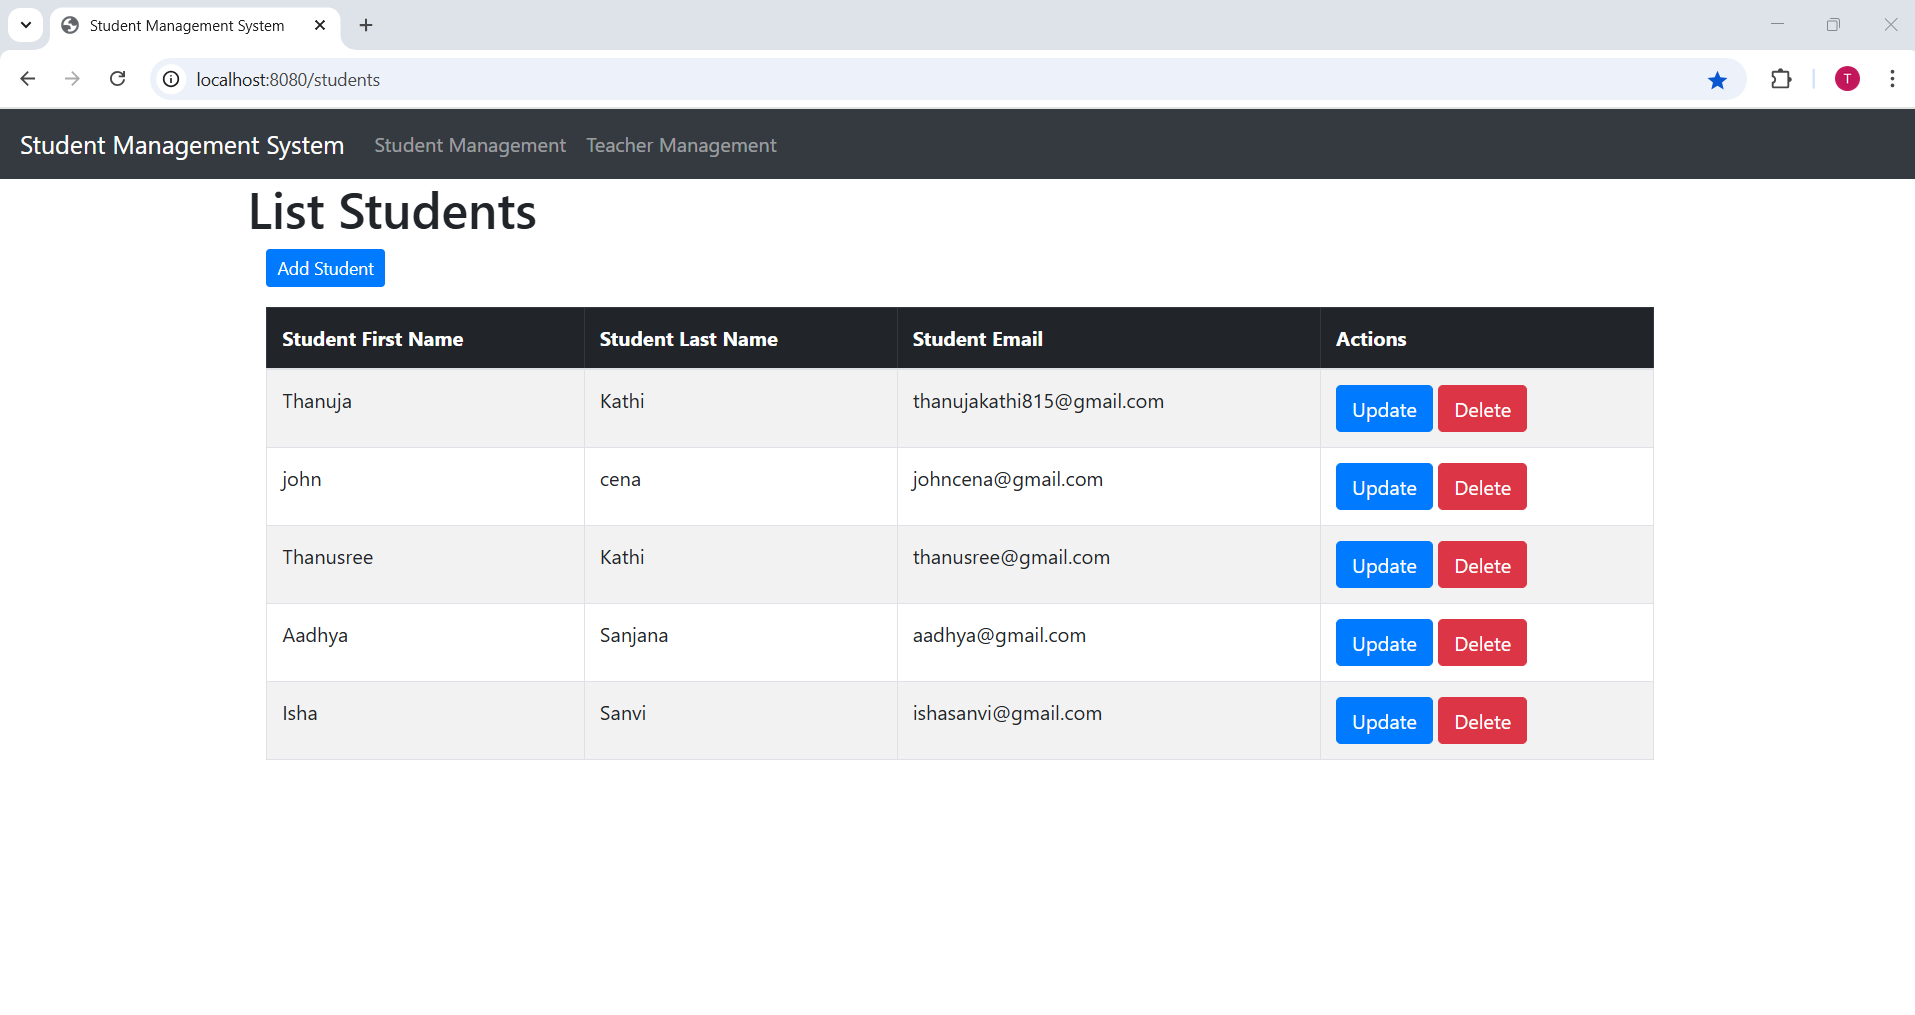 Student Management System
localhost:8080/students
T
Student Management System Student Management Teacher Management
List Students
Add Student
Student First Name Student Last Name Student Email Actions
Thanuja Kathi thanujakathi815@gmail.com Update Delete
john cena johncena@gmail.com Update Delete
Thanusree Kathi thanusree@gmail.com Update Delete
Aadhya Sanjana aadhya@gmail.com Update Delete
Isha Sanvi ishasanvi@gmail.com Update Delete